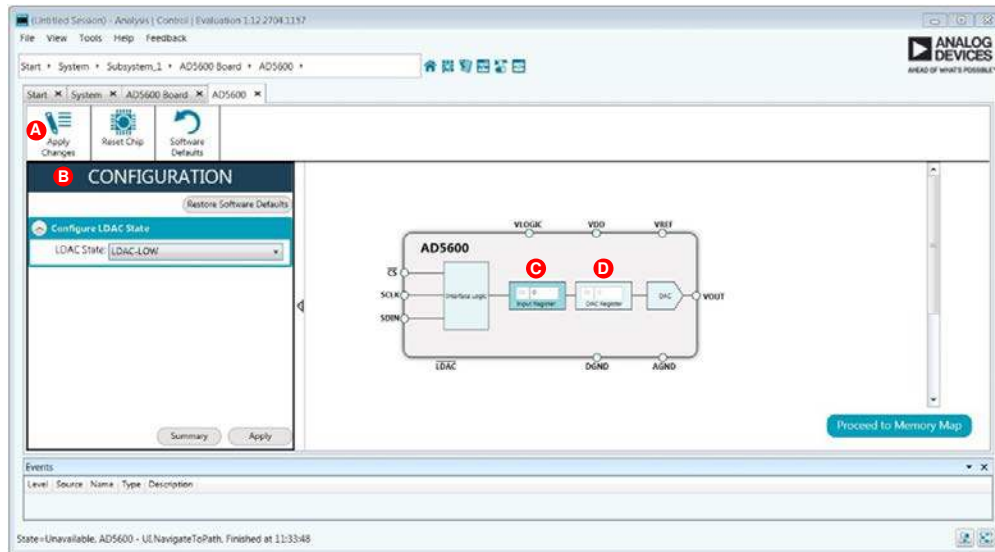 (Untitled Session) - Analysis | Control | Evaluation 1.12.2704.1157
File View Tools Help Feedback
ANALOG
DEVICES
AHEAD OF WHAT'S POSSIBLE
Start System Subsystem_1 AD5600 Board AD5600
Start System AD5600 Board AD5600
A
Apply
Changes
Reset Chip
Software
Defaults
B CONFIGURATION
Restore Software Defaults
Configure LDAC State
LDAC State: LDAC-LOW
VLOGIC VDD VREF
AD5600
C D
CS
SCLK
SDIN
Interface Logic
Input Register
DAC Register
DAC
VOUT
LDAC DGND AGND
Summary Apply
Proceed to Memory Map
Events
Level Source Name Type Description
State=Unavailable, AD5600 - UI.NavigateToPath, Finished at 11:33:48